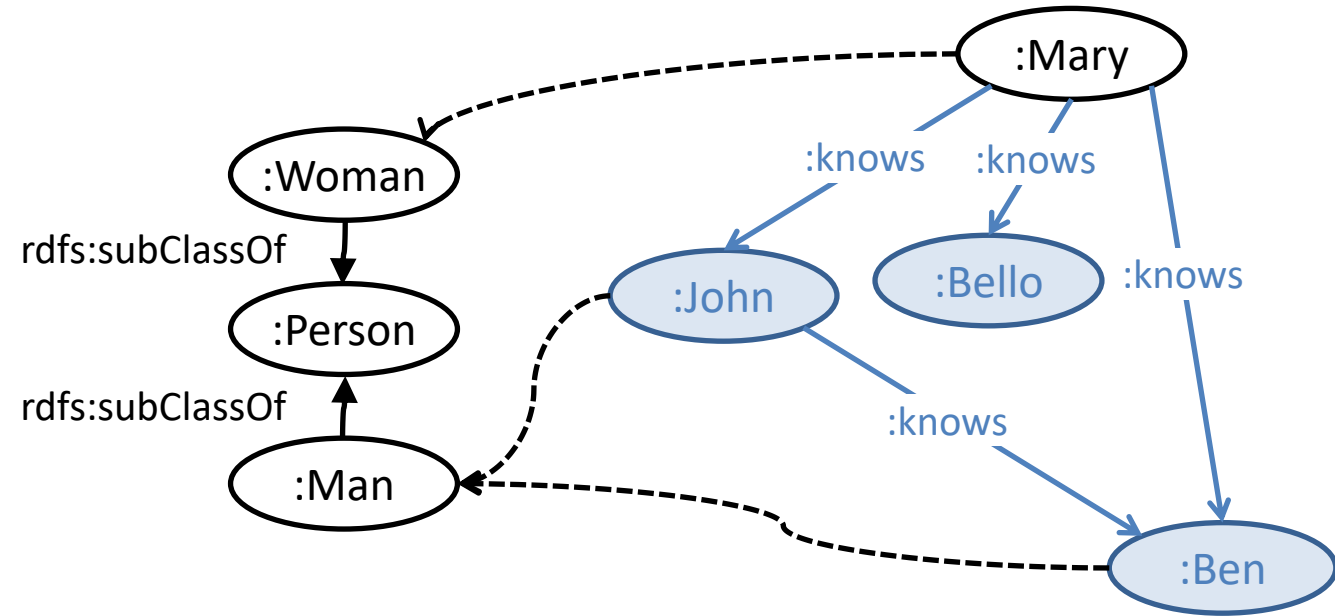 :Mary
:knows
:knows
:Woman
rdfs:subClassOf
:John
:Bello
:knows
:Person
rdfs:subClassOf
:knows
:Man
:Ben